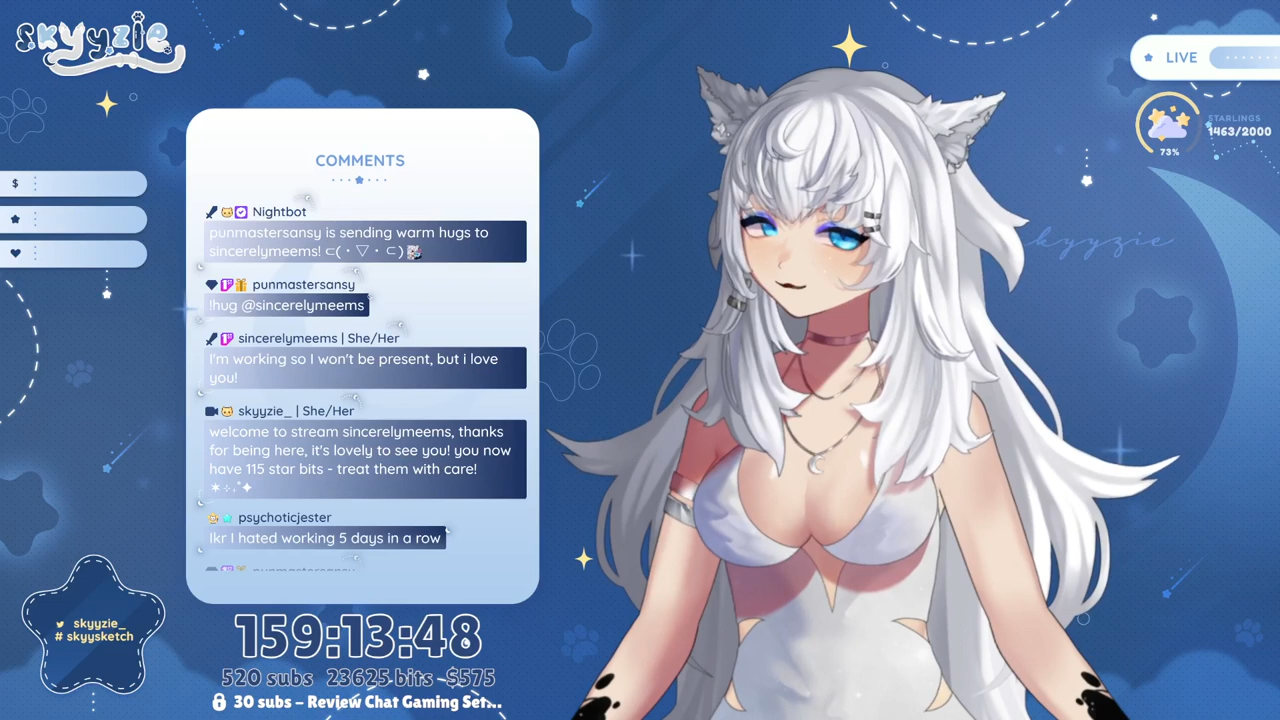 skyyzie
LIVE
STARLINGS
1463/2000
73%
skyyzie
$
COMMENTS
Nightbot
punmastersansy is sending warm hugs to
sincerelymeems! ⊂(・▽・⊂)
punmastersansy
!hug @sincerelymeems
sincerelymeems | She/Her
I'm working so I won't be present, but i love
you!
skyyzie_ | She/Her
welcome to stream sincerelymeems, thanks
for being here, it's lovely to see you! you now
have 115 star bits - treat them with care!
✶⊹₊˚✦
psychoticjester
Ikr I hated working 5 days in a row
punmastersansy
skyyzie_
# skyysketch
159:13:48
520 subs 23625 bits $575
30 subs – Review Chat Gaming Set...